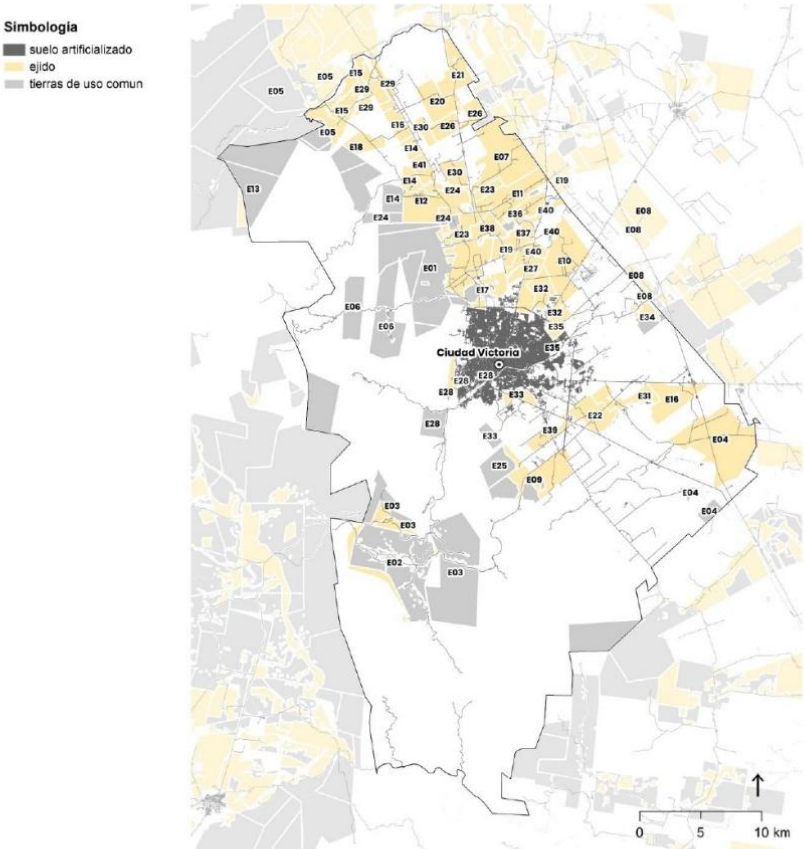 Simbología
suelo artificializado
ejido
tierras de uso comun
E21
E05
E15
E29
E05
E29
E20
E15
E29
E26
E15
E30
E26
E05
E18
E14
E07
E41
E30
E14
E19
E13
E24
E23
E11
E14
E12
E08
E36
E40
E24
E24
E38
E37
E40
E08
E23
E19
E40
E10
E01
E27
E08
E17
E32
E08
E06
E32
E34
E06
E35
E35
Ciudad Victoria
E28
E28
E28
E33
E31
E16
E22
E28
E39
E33
E04
E25
E09
E04
E03
E04
E03
E02
E03
0 5 10 km